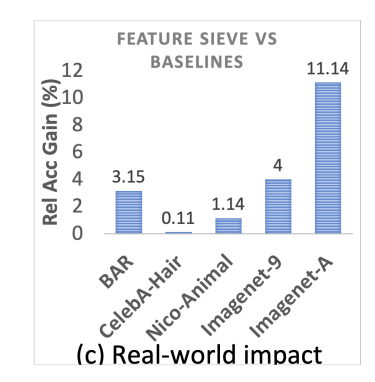 FEATURE SIEVE VS
BASELINES
Rel Acc Gain (%)
12
10
8
6
4
2
0
3.15
0.11
1.14
4
11.14
BAR
CelebA-Hair
Nico-Animal
Imagenet-9
Imagenet-A
(c) Real-world impact